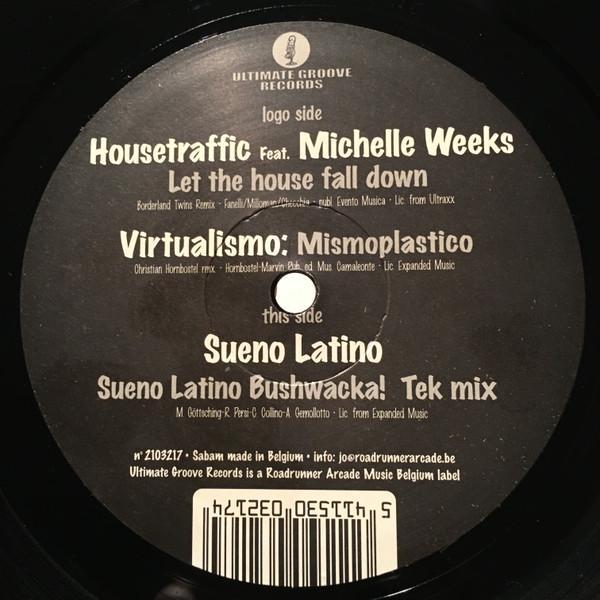 ULTIMATE GROOVE
RECORDS
logo side
Housetraffic Feat. Michelle Weeks
Let the house fall down
Borderland Twins Remix - Fanelli/Milloman/Checchia - publ. Evento Musica - Lic. from Ultraxx
Virtualismo: Mismoplastico
Christian Hornbostel rmx. - Hornbostel-Marvin Pub. ed. Mus. Camaleonte - Lic. Expanded Music
this side
Sueno Latino
Sueno Latino Bushwacka! Tek mix
M. Göttsching-R. Persi-C. Collino-A. Gemollotto - Lic. from Expanded Music
n° 2103217 • Sabam made in Belgium • info: jo@roadrunnerarcade.be
Ultimate Groove Records is a Roadrunner Arcade Music Belgium label
5 411530 032174